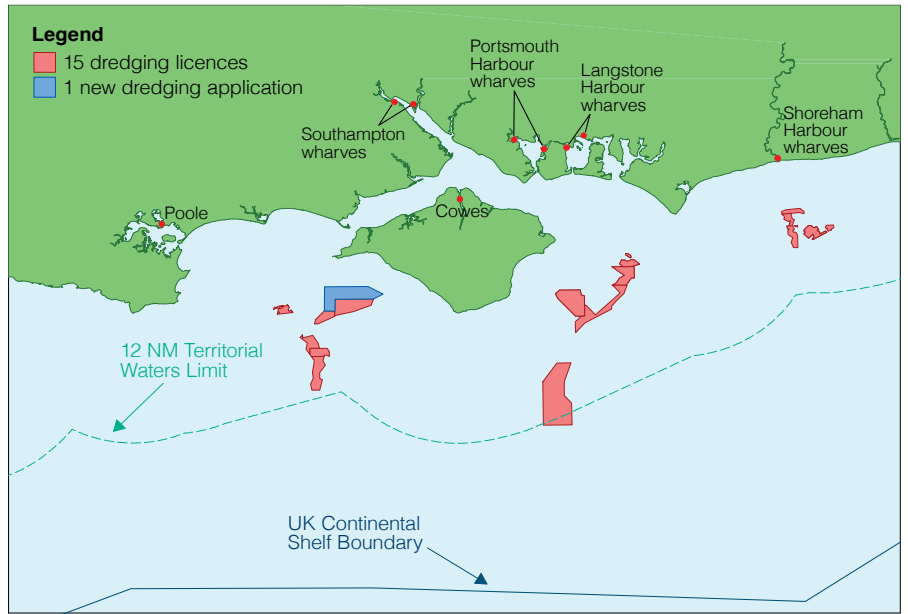 Legend
15 dredging licences
1 new dredging application
Portsmouth
Harbour
wharves
Langstone
Harbour
wharves
Southampton
wharves
Shoreham
Harbour
wharves
Poole
Cowes
12 NM Territorial
Waters Limit
UK Continental
Shelf Boundary